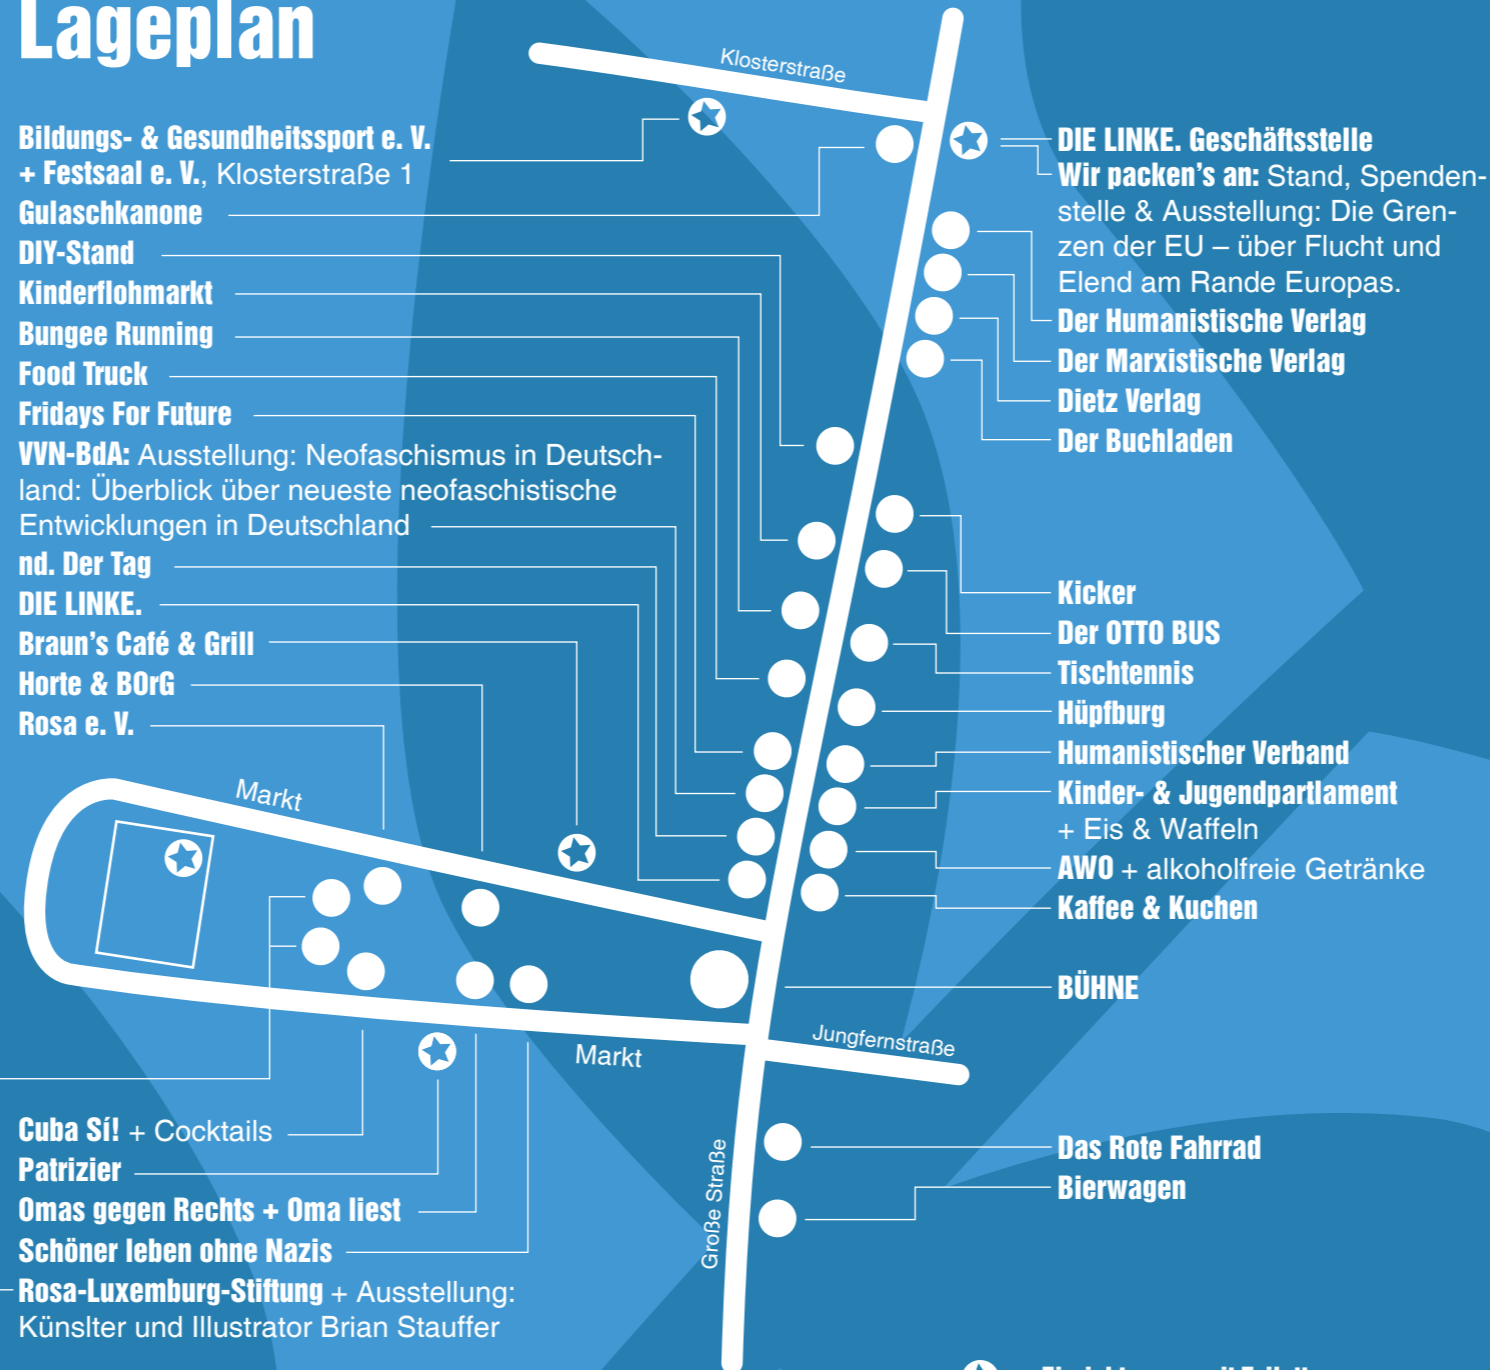 Lageplan
Bildungs- & Gesundheitssport e. V.
+ Festsaal e. V., Klosterstraße 1
Gulaschkanone
DIY-Stand
Kinderflohmarkt
Bungee Running
Food Truck
Fridays For Future
VVN-BdA: Ausstellung: Neofaschismus in Deutsch-
land: Überblick über neueste neofaschistische
Entwicklungen in Deutschland
nd. Der Tag
DIE LINKE.
Braun's Café & Grill
Horte & BOrG
Rosa e. V.
Markt
Klosterstraße
DIE LINKE. Geschäftsstelle
Wir packen's an: Stand, Spenden-
stelle & Ausstellung: Die Gren-
zen der EU – über Flucht und
Elend am Rande Europas.
Der Humanistische Verlag
Der Marxistische Verlag
Dietz Verlag
Der Buchladen
Kicker
Der OTTO BUS
Tischtennis
Hüpfburg
Humanistischer Verband
Kinder- & Jugendpartlament
+ Eis & Waffeln
AWO + alkoholfreie Getränke
Kaffee & Kuchen
BÜHNE
Jungfernstraße
Markt
Große Straße
Cuba Sí! + Cocktails
Patrizier
Omas gegen Rechts + Oma liest
Schöner leben ohne Nazis
Rosa-Luxemburg-Stiftung + Ausstellung:
Künslter und Illustrator Brian Stauffer
Das Rote Fahrrad
Bierwagen